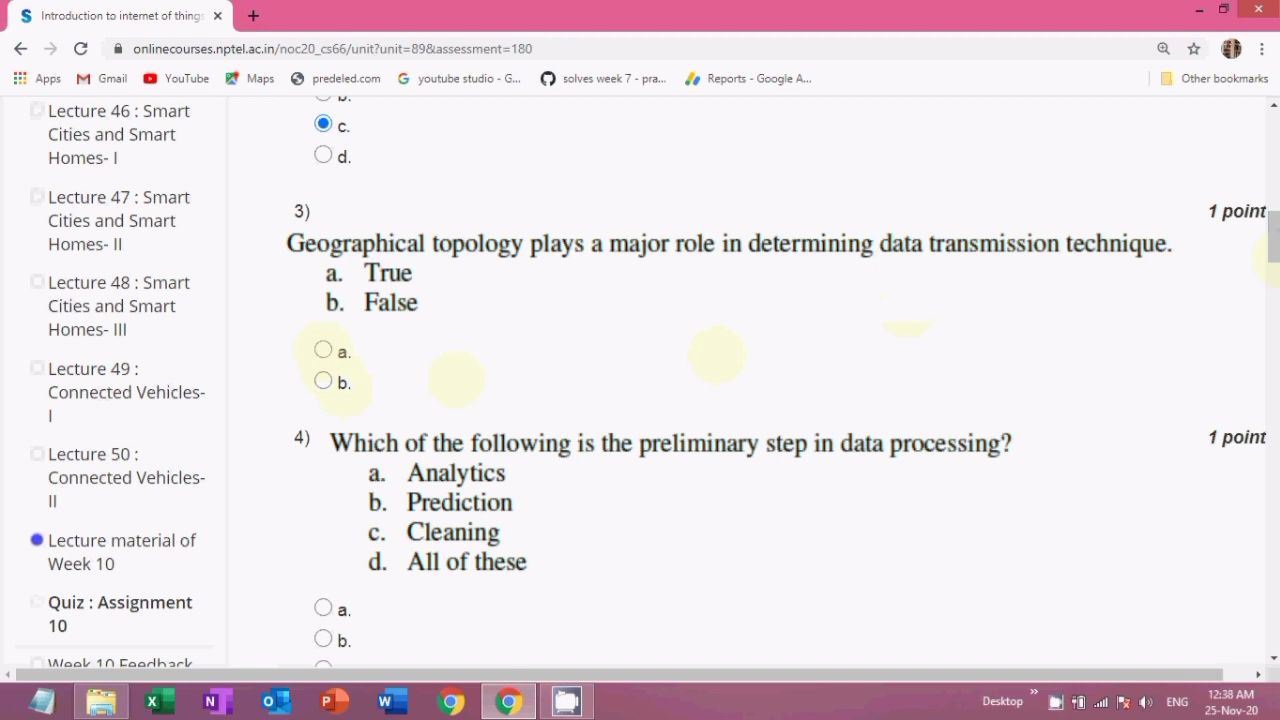 Introduction to internet of things
onlinecourses.nptel.ac.in/noc20_cs66/unit?unit=89&assessment=180
Apps Gmail YouTube Maps predeled.com youtube studio - G... solves week 7 - pra... Reports - Google A... Other bookmarks
Lecture 46 : Smart
Cities and Smart
Homes- I
Lecture 47 : Smart
Cities and Smart
Homes- II
Lecture 48 : Smart
Cities and Smart
Homes- III
Lecture 49 :
Connected Vehicles-
I
Lecture 50 :
Connected Vehicles-
II
Lecture material of
Week 10
Quiz : Assignment
10
Week 10 Feedback
b.
c.
d.
3) 1 point
Geographical topology plays a major role in determining data transmission technique.
a. True
b. False
a.
b.
4) Which of the following is the preliminary step in data processing? 1 point
a. Analytics
b. Prediction
c. Cleaning
d. All of these
a.
b.
Desktop ENG 12:38 AM
25-Nov-20